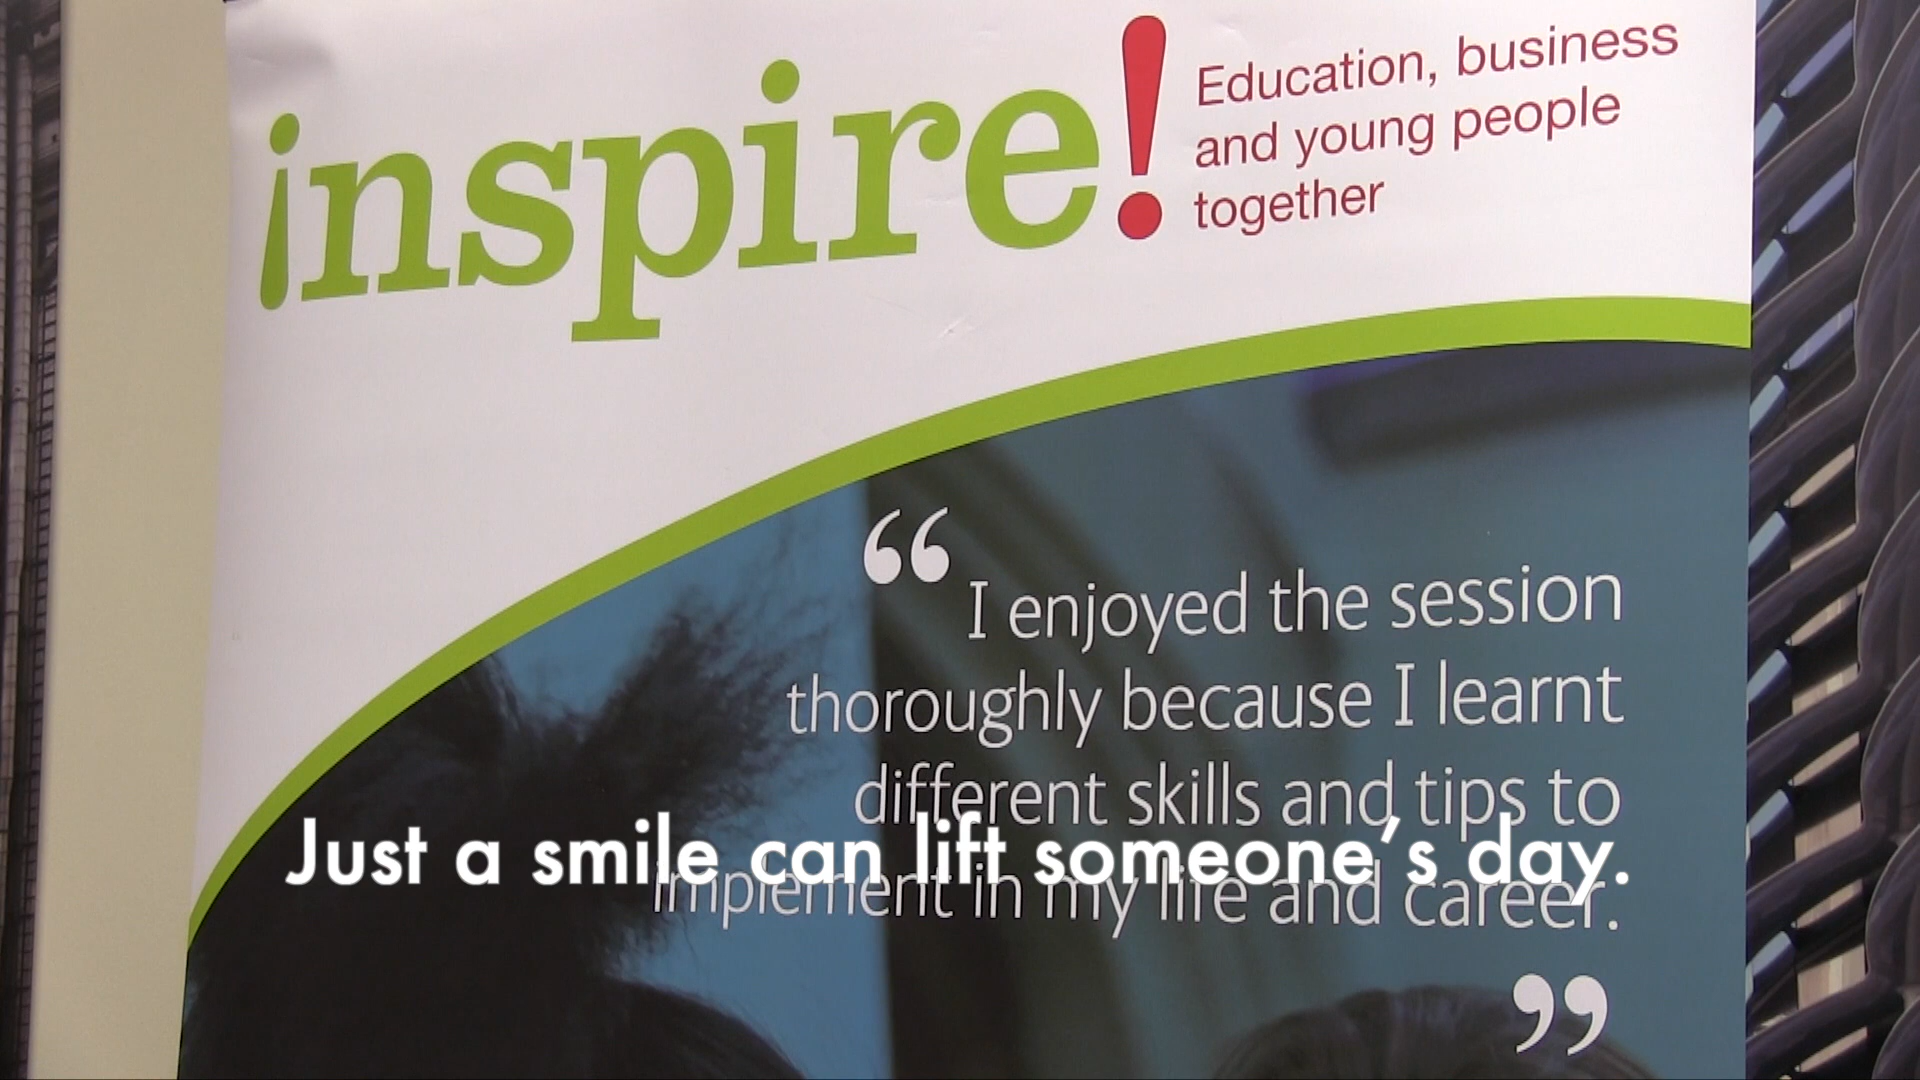 inspire!
Education, business
and young people
together
“ I enjoyed the session
thoroughly because I learnt
different skills and tips to
implement in my life and career.
”
Just a smile can lift someone’s day.